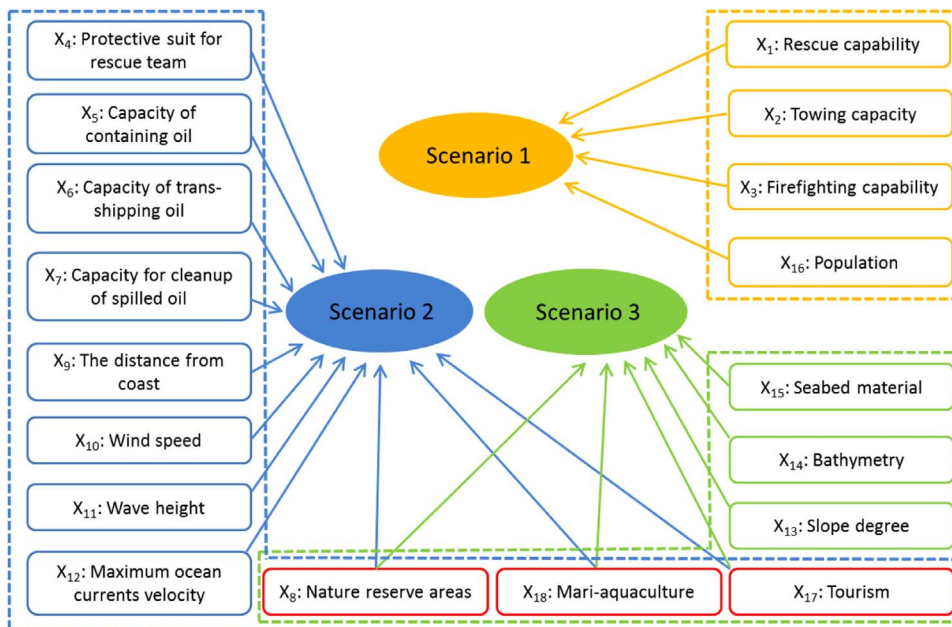 X₄: Protective suit for
rescue team
X₅: Capacity of
containing oil
X₆: Capacity of trans-
shipping oil
X₇: Capacity for cleanup
of spilled oil
X₉: The distance from
coast
X₁₀: Wind speed
X₁₁: Wave height
X₁₂: Maximum ocean
currents velocity
Scenario 1
Scenario 2
Scenario 3
X₁: Rescue capability
X₂: Towing capacity
X₃: Firefighting capability
X₁₆: Population
X₁₅: Seabed material
X₁₄: Bathymetry
X₁₃: Slope degree
X₈: Nature reserve areas
X₁₈: Mari-aquaculture
X₁₇: Tourism